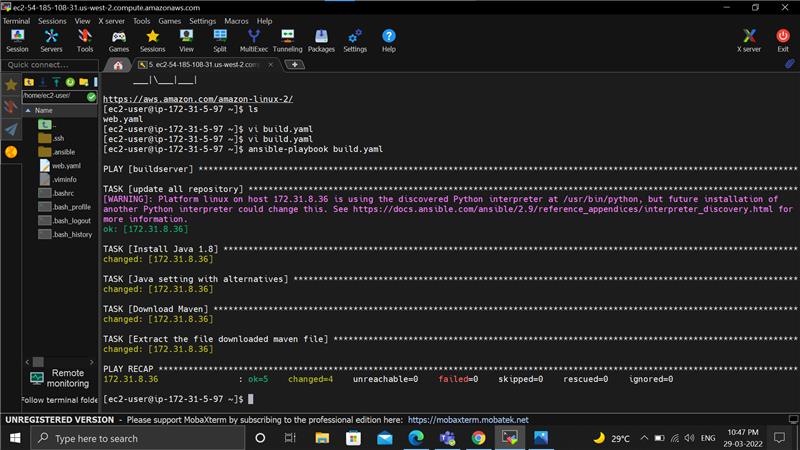 ec2-54-185-108-31.us-west-2.compute.amazonaws.com
Terminal Sessions View X server Tools Games Settings Macros Help
Session Servers Tools Games Sessions View Split MultiExec Tunneling Packages Settings Help X server Exit
Quick connect...
5. ec2-54-185-108-31.us-west-2.comp
/home/ec2-user/
Name
..
.ssh
.ansible
web.yaml
.viminfo
.bashrc
.bash_profile
.bash_logout
.bash_history
Remote
monitoring
Follow terminal folde
___|\___|___|
https://aws.amazon.com/amazon-linux-2/
[ec2-user@ip-172-31-5-97 ~]$ ls
web.yaml
[ec2-user@ip-172-31-5-97 ~]$ vi build.yaml
[ec2-user@ip-172-31-5-97 ~]$ vi build.yaml
[ec2-user@ip-172-31-5-97 ~]$ ansible-playbook build.yaml
PLAY [buildserver] ****************************************************************
TASK [update all repository] ****************************************************************
[WARNING]: Platform linux on host 172.31.8.36 is using the discovered Python interpreter at /usr/bin/python, but future installation of
another Python interpreter could change this. See https://docs.ansible.com/ansible/2.9/reference_appendices/interpreter_discovery.html for
more information.
ok: [172.31.8.36]
TASK [Install Java 1.8] ****************************************************************
changed: [172.31.8.36]
TASK [Java setting with alternatives] ****************************************************************
changed: [172.31.8.36]
TASK [Download Maven] ****************************************************************
changed: [172.31.8.36]
TASK [Extract the file downloaded maven file] ****************************************************************
changed: [172.31.8.36]
PLAY RECAP ****************************************************************
172.31.8.36 : ok=5 changed=4 unreachable=0 failed=0 skipped=0 rescued=0 ignored=0
[ec2-user@ip-172-31-5-97 ~]$
UNREGISTERED VERSION - Please support MobaXterm by subscribing to the professional edition here: https://mobaxterm.mobatek.net
Type here to search
29°C
ENG
10:47 PM
29-03-2022